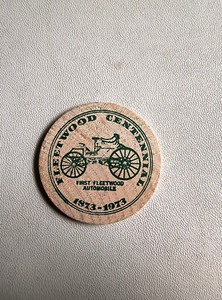 FLEETWOOD CENTENNIAL
FIRST FLEETWOOD
AUTOMOBILE
1873-1973